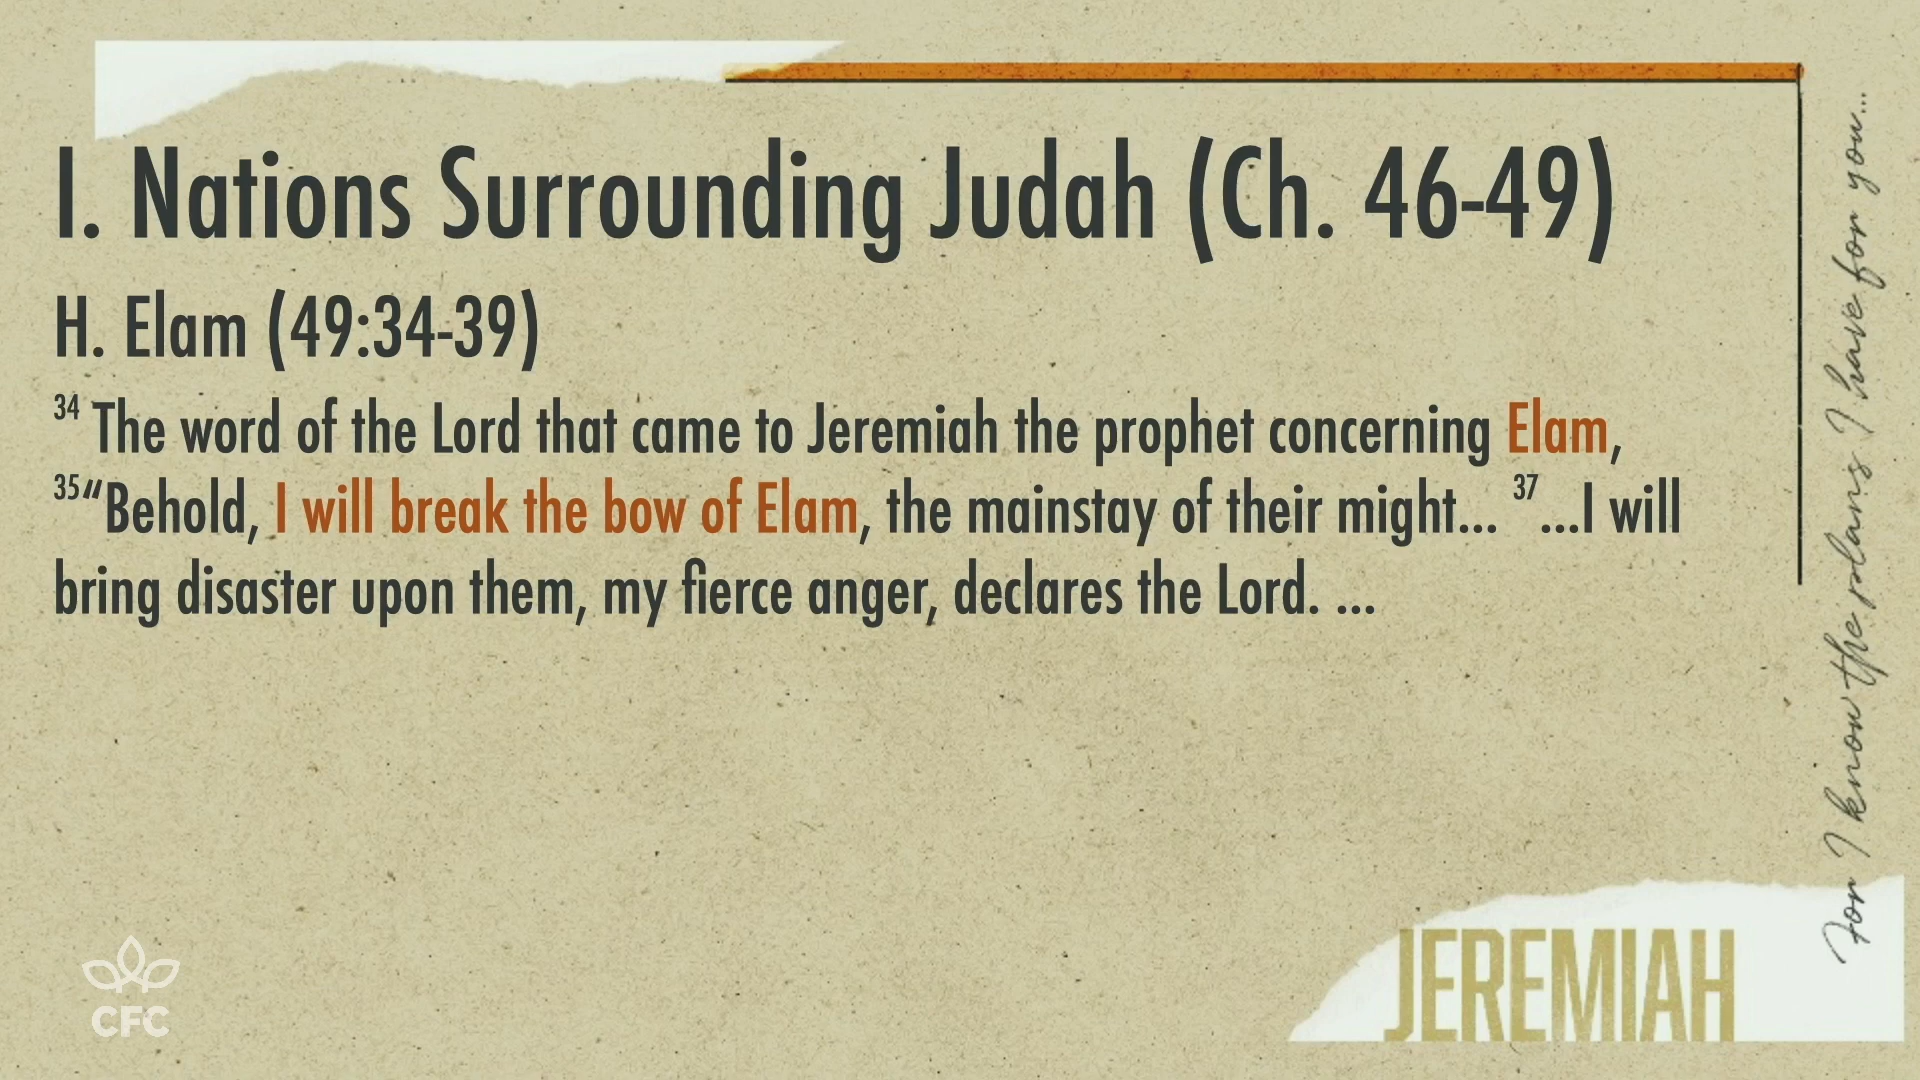 I. Nations Surrounding Judah (Ch. 46-49)
H. Elam (49:34-39)
34 The word of the Lord that came to Jeremiah the prophet concerning Elam,
35 “Behold, I will break the bow of Elam, the mainstay of their might... 37 ...I will
bring disaster upon them, my fierce anger, declares the Lord. ...
For I know the plans I have for you...
CFC
JEREMIAH